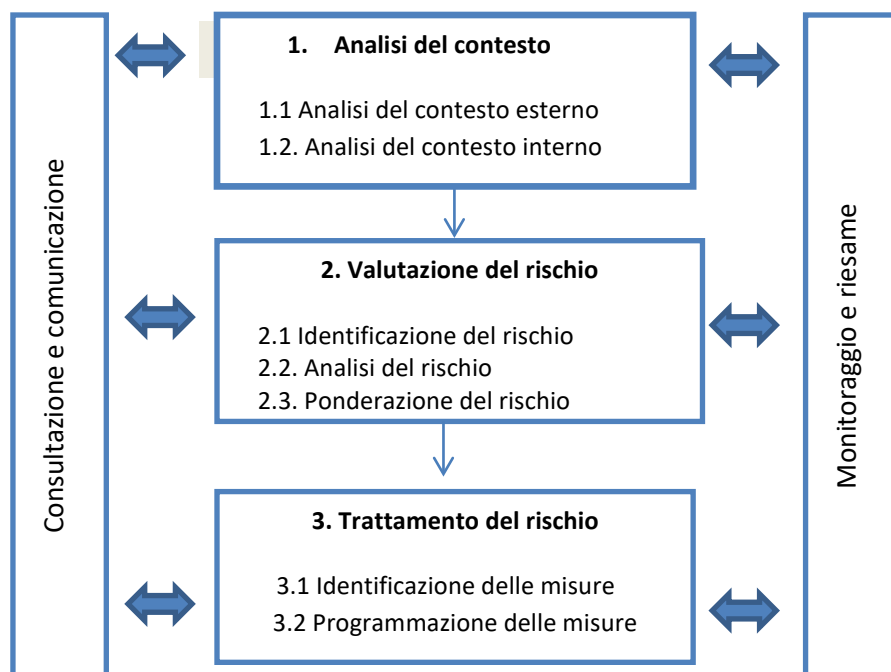 Consultazione e comunicazione
1. Analisi del contesto
1.1 Analisi del contesto esterno
1.2. Analisi del contesto interno
2. Valutazione del rischio
2.1 Identificazione del rischio
2.2. Analisi del rischio
2.3. Ponderazione del rischio
3. Trattamento del rischio
3.1 Identificazione delle misure
3.2 Programmazione delle misure
Monitoraggio e riesame